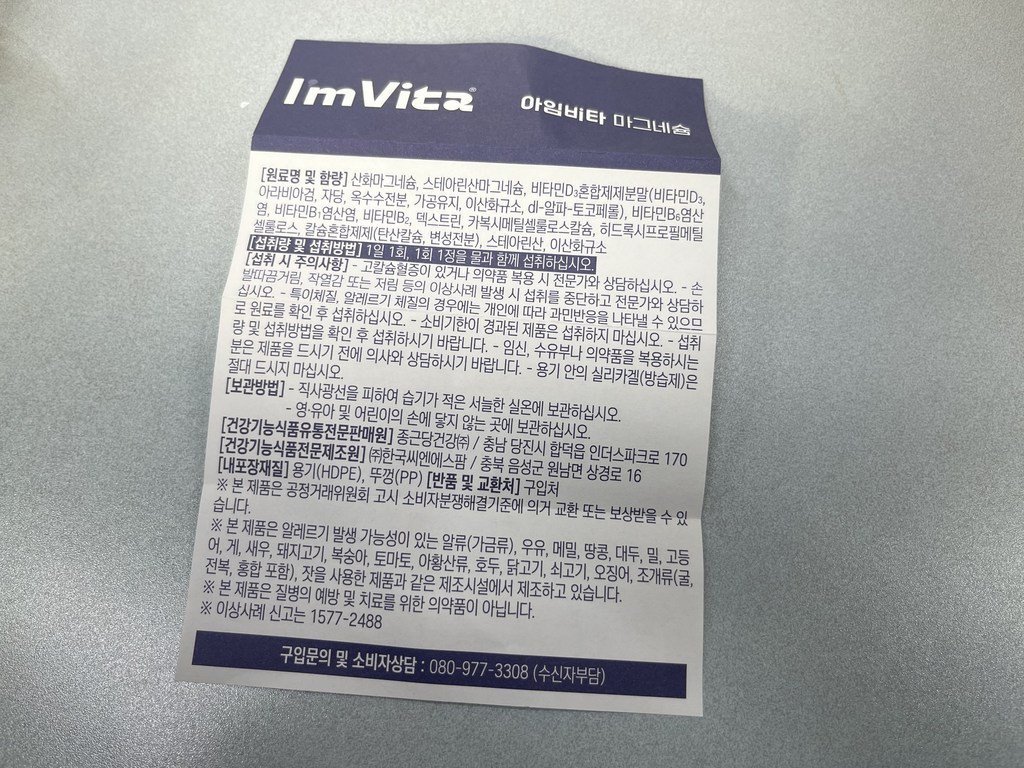 I'mVita® 아임비타 마그네슘
[원료명 및 함량] 산화마그네슘, 스테아린산마그네슘, 비타민D₃혼합제제분말(비타민D₃,
아라비아검, 자당, 옥수수전분, 가공유지, 이산화규소, dl-알파-토코페롤), 비타민B₆염산
염, 비타민B₁염산염, 비타민B₂, 덱스트린, 카복시메틸셀룰로스칼슘, 히드록시프로필메틸
셀룰로스, 칼슘혼합제제(탄산칼슘, 변성전분), 스테아린산, 이산화규소
[섭취량 및 섭취방법] 1일 1회, 1회 1정을 물과 함께 섭취하십시오.
[섭취 시 주의사항] - 고칼슘혈증이 있거나 의약품 복용 시 전문가와 상담하십시오. - 손
발따끔거림, 작열감 또는 저림 등의 이상사례 발생 시 섭취를 중단하고 전문가와 상담하
십시오. - 특이체질, 알레르기 체질의 경우에는 개인에 따라 과민반응을 나타낼 수 있으므
로 원료를 확인 후 섭취하십시오. - 소비기한이 경과된 제품은 섭취하지 마십시오. - 섭취
량 및 섭취방법을 확인 후 섭취하시기 바랍니다. - 임신, 수유부나 의약품을 복용하시는
분은 제품을 드시기 전에 의사와 상담하시기 바랍니다. - 용기 안의 실리카겔(방습제)은
절대 드시지 마십시오.
[보관방법] - 직사광선을 피하여 습기가 적은 서늘한 실온에 보관하십시오.
- 영·유아 및 어린이의 손에 닿지 않는 곳에 보관하십시오.
[건강기능식품유통전문판매원] 종근당건강㈜ / 충남 당진시 합덕읍 인더스파크로 170
[건강기능식품전문제조원] ㈜한국씨엔에스팜 / 충북 음성군 원남면 상경로 16
[내포장재질] 용기(HDPE), 뚜껑(PP) [반품 및 교환처] 구입처
※ 본 제품은 공정거래위원회 고시 소비자분쟁해결기준에 의거 교환 또는 보상받을 수 있
습니다.
※ 본 제품은 알레르기 발생 가능성이 있는 알류(가금류), 우유, 메밀, 땅콩, 대두, 밀, 고등
어, 게, 새우, 돼지고기, 복숭아, 토마토, 아황산류, 호두, 닭고기, 쇠고기, 오징어, 조개류(굴,
전복, 홍합 포함), 잣을 사용한 제품과 같은 제조시설에서 제조하고 있습니다.
※ 본 제품은 질병의 예방 및 치료를 위한 의약품이 아닙니다.
※ 이상사례 신고는 1577-2488
구입문의 및 소비자상담 : 080-977-3308 (수신자부담)